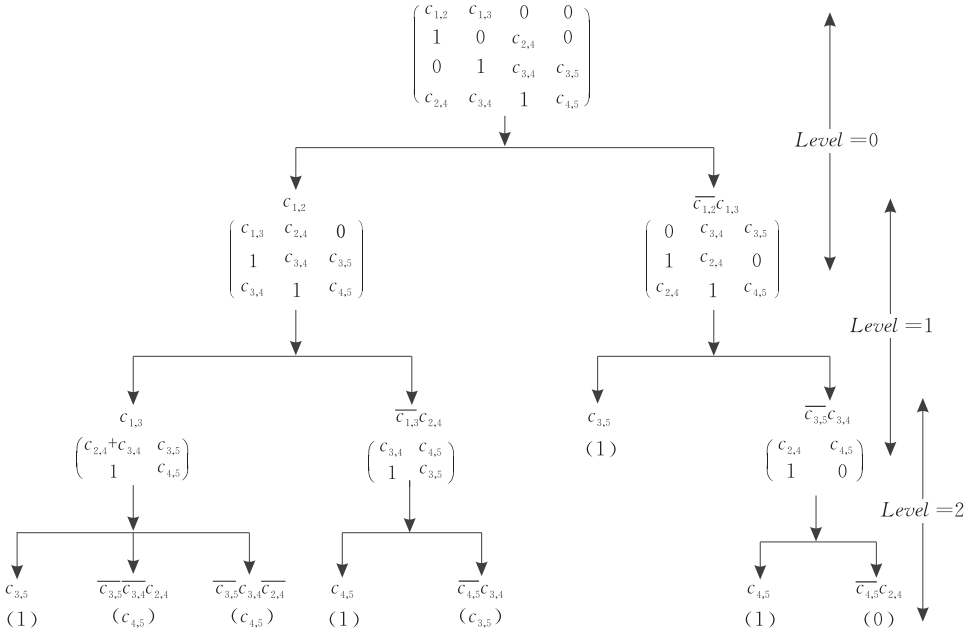 c₁,₂ c₁,₃ 0 0
1 0 c₂,₄ 0
0 1 c₃,₄ c₃,₅
c₂,₄ c₃,₄ 1 c₄,₅
Level=0
c₁,₂
c₁,₃ c₂,₄ 0
1 c₃,₄ c₃,₅
c₃,₄ 1 c₄,₅
c̅₁,₂c₁,₃
0 c₃,₄ c₃,₅
1 c₂,₄ 0
c₂,₄ 1 c₄,₅
Level=1
c₁,₃
c₂,₄+c₃,₄ c₃,₅
1 c₄,₅
c̅₁,₃c₂,₄
c₃,₄ c₄,₅
1 c₃,₅
c₃,₅
(1)
c̅₃,₅c₃,₄
c₂,₄ c₄,₅
1 0
Level=2
c₃,₅ c̅₃,₅c̅₃,₄c₂,₄ c̅₃,₅c₃,₄c̅₂,₄ c₄,₅ c̅₄,₅c₃,₄ c₄,₅ c̅₄,₅c₂,₄
(1) (c₄,₅) (c₄,₅) (1) (c₃,₅) (1) (0)